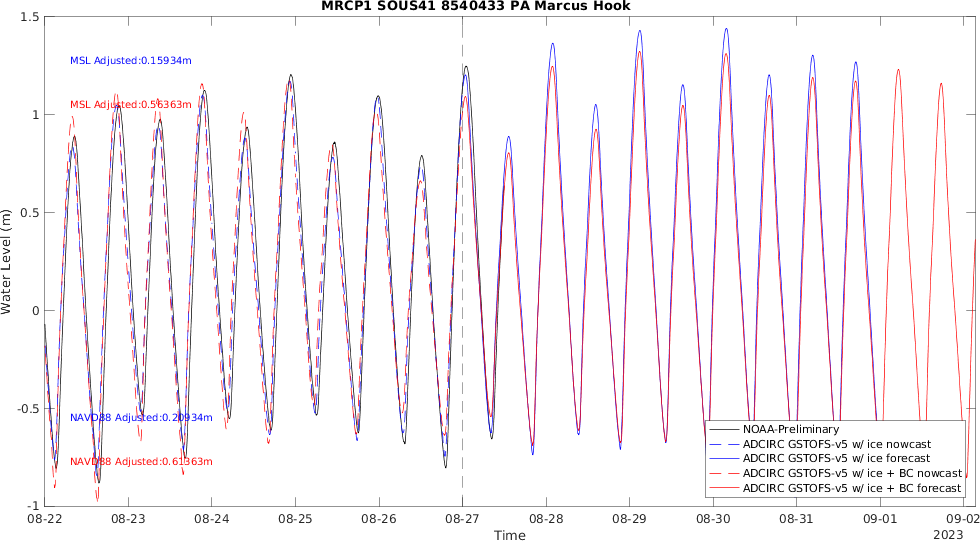 MRCP1 SOUS41 8540433 PA Marcus Hook
1.5
1
0.5
0
-0.5
-1
Water Level (m)
MSL Adjusted:0.15934m
MSL Adjusted:0.56363m
NAVD88 Adjusted:0.20934m
NAVD88 Adjusted:0.61363m
NOAA-Preliminary
ADCIRC GSTOFS-v5 w/ ice nowcast
ADCIRC GSTOFS-v5 w/ ice forecast
ADCIRC GSTOFS-v5 w/ ice + BC nowcast
ADCIRC GSTOFS-v5 w/ ice + BC forecast
08-22 08-23 08-24 08-25 08-26 08-27 08-28 08-29 08-30 08-31 09-01 09-02
Time
2023